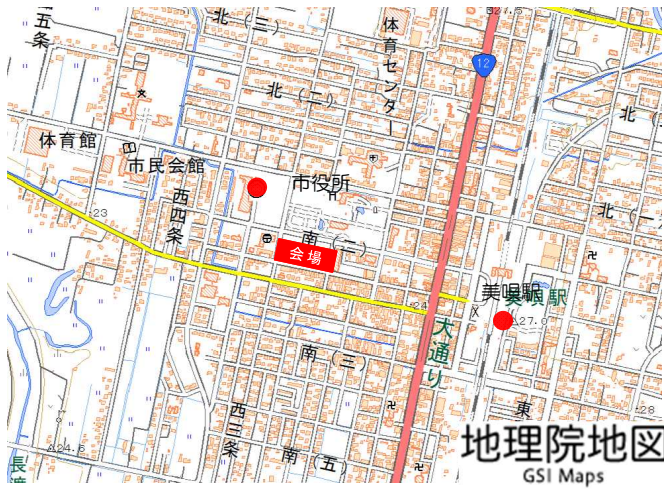 五条
北(三)
27.5
12
体育センター
北(二)
北(
体育館
市民会館
市役所
西四条
北(一)
23
南(二)
会場
美唄駅
美唄駅
24
27.0
大通り
南(三)
東
西三条
28
24.6
南(五)
長渡
地理院地図
GSI Maps